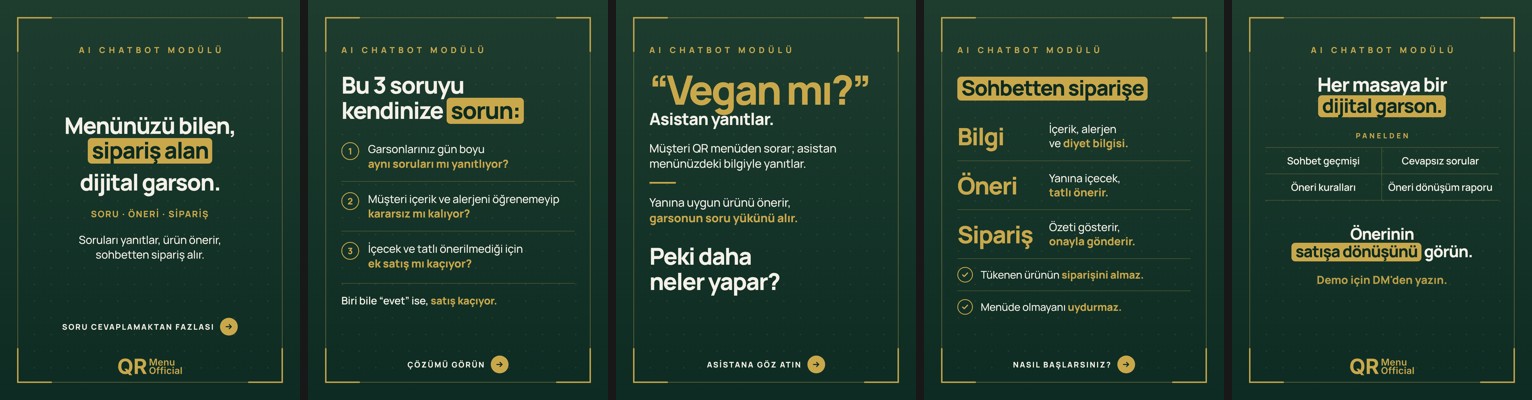 AI CHATBOT MODÜLÜ
Menünüzü bilen,
sipariş alan
dijital garson.
SORU · ÖNERİ · SİPARİŞ
Soruları yanıtlar, ürün önerir,
sohbetten sipariş alır.
SORU CEVAPLAMAKTAN FAZLASI
QR Menu
Official
AI CHATBOT MODÜLÜ
Bu 3 soruyu
kendinize sorun:
1 Garsonlarınız gün boyu
aynı soruları mı yanıtlıyor?
2 Müşteri içerik ve alerjeni öğrenemeyip
kararsız mı kalıyor?
3 İçecek ve tatlı önerilmediği için
ek satış mı kaçıyor?
Biri bile “evet” ise, satış kaçıyor.
ÇÖZÜMÜ GÖRÜN
AI CHATBOT MODÜLÜ
“Vegan mı?”
Asistan yanıtlar.
Müşteri QR menüden sorar; asistan
menünüzdeki bilgiyle yanıtlar.
Yanına uygun ürünü önerir,
garsonun soru yükünü alır.
Peki daha
neler yapar?
ASİSTANA GÖZ ATIN
AI CHATBOT MODÜLÜ
Sohbetten siparişe
Bilgi
İçerik, alerjen
ve diyet bilgisi.
Öneri
Yanına içecek,
tatlı önerir.
Sipariş
Özeti gösterir,
onayla gönderir.
Tükenen ürünün siparişini almaz.
Menüde olmayanı uydurmaz.
NASIL BAŞLARSINIZ?
AI CHATBOT MODÜLÜ
Her masaya bir
dijital garson.
PANELDEN
Sohbet geçmişi
Cevapsız sorular
Öneri kuralları
Öneri dönüşüm raporu
Önerinin
satışa dönüşünü görün.
Demo için DM'den yazın.
QR Menu
Official